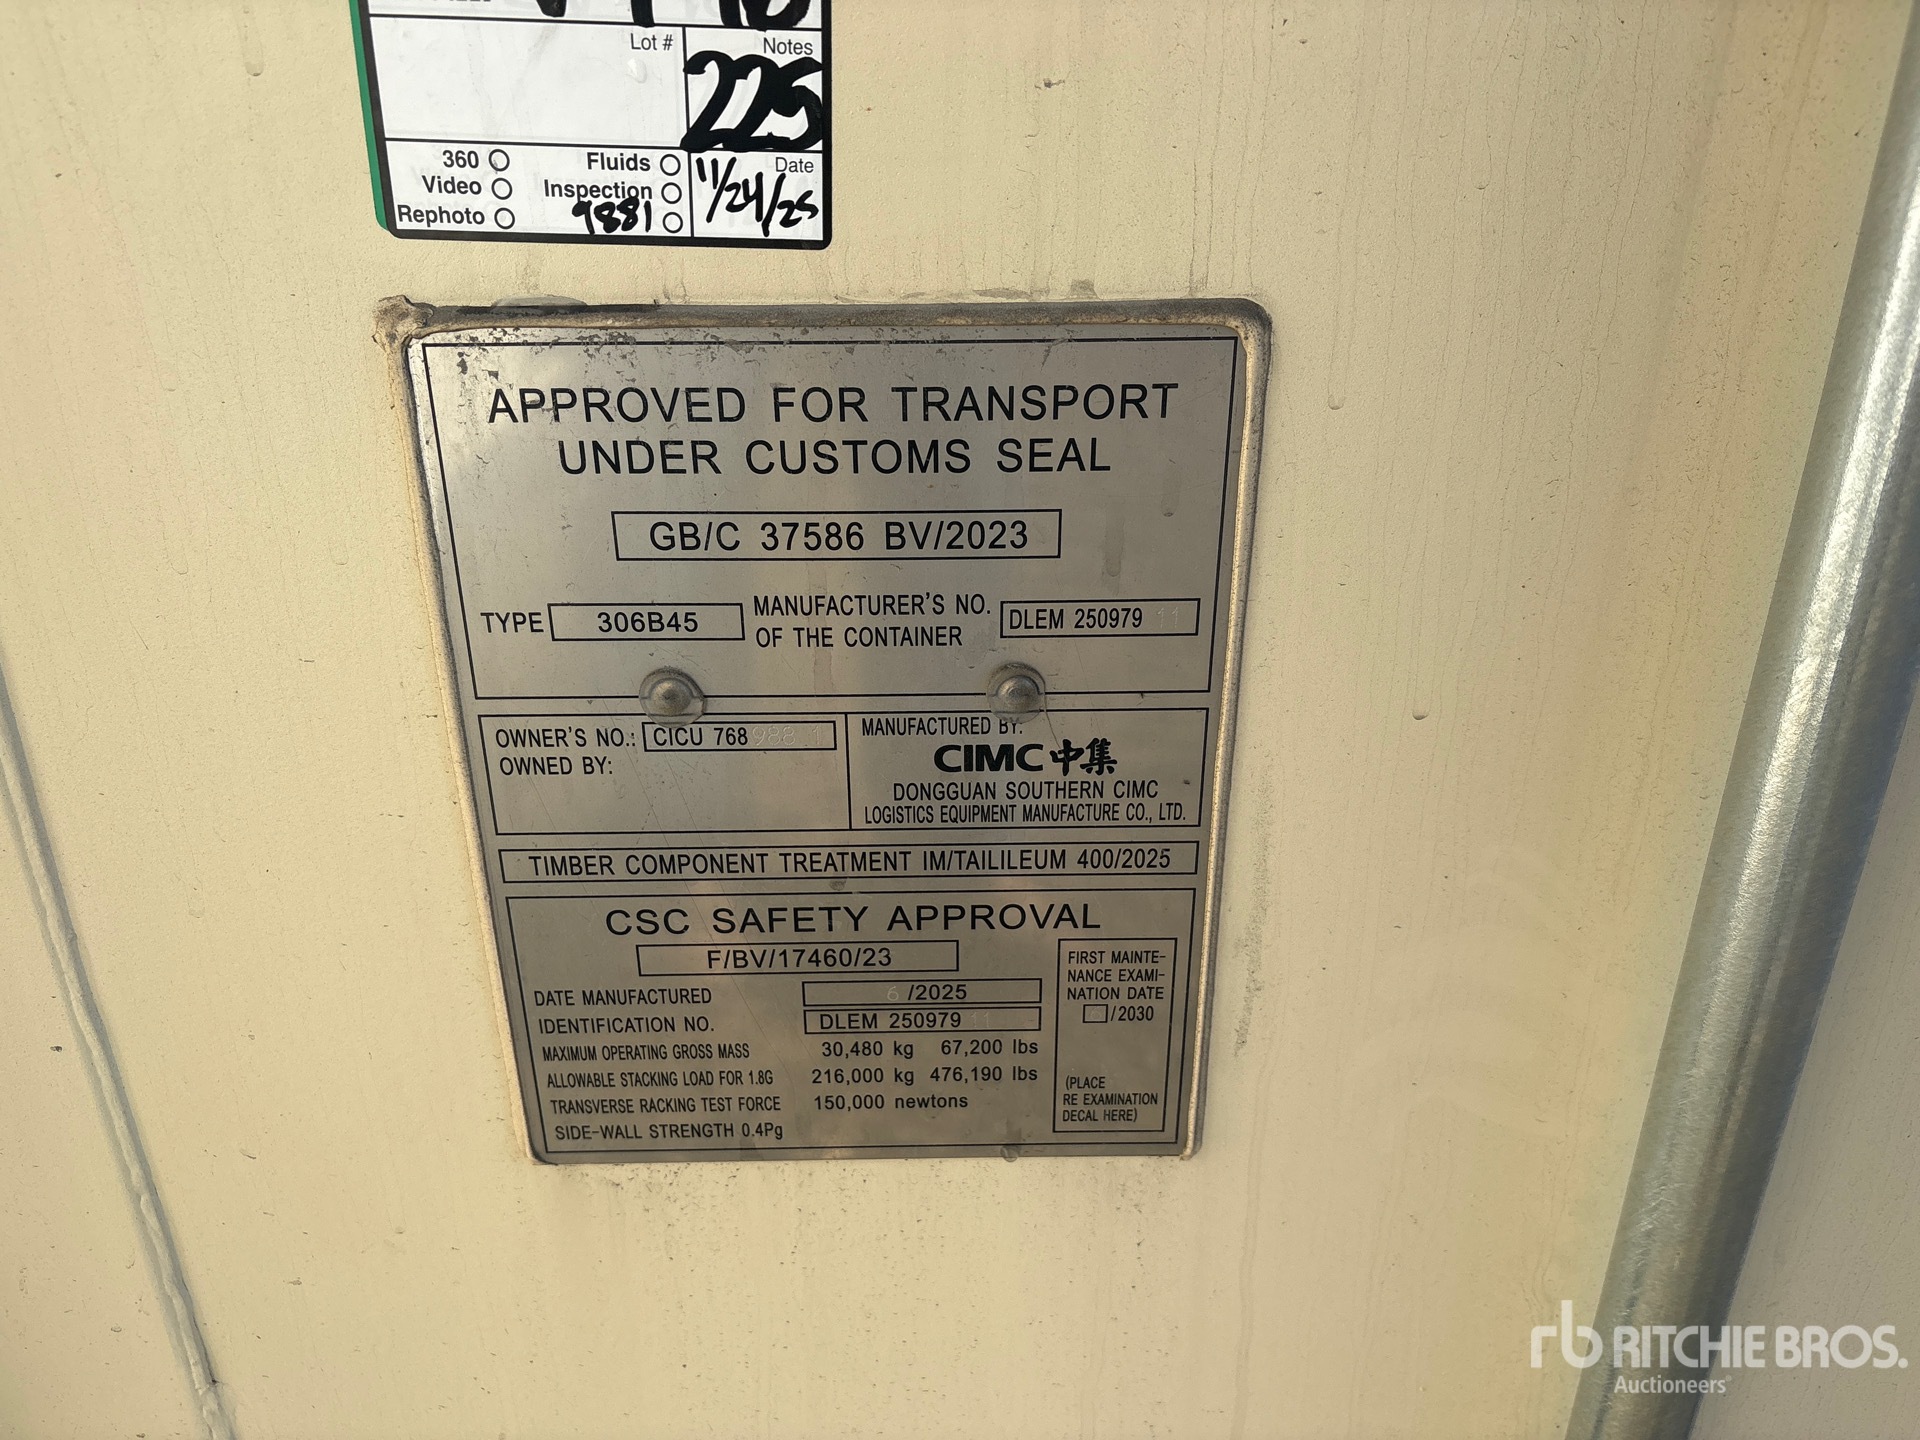 Lot #
Notes
225
360
Fluids
Date
Video
Inspection
11/24/25
Rephoto
9881
APPROVED FOR TRANSPORT
UNDER CUSTOMS SEAL
GB/C 37586 BV/2023
TYPE 306B45
MANUFACTURER'S NO.
OF THE CONTAINER
DLEM 250979 11
OWNER'S NO.: CICU 768988 1
OWNED BY:
MANUFACTURED BY:
CIMC中集
DONGGUAN SOUTHERN CIMC
LOGISTICS EQUIPMENT MANUFACTURE CO., LTD.
TIMBER COMPONENT TREATMENT IM/TAILILEUM 400/2025
CSC SAFETY APPROVAL
F/BV/17460/23
DATE MANUFACTURED 6 /2025
IDENTIFICATION NO. DLEM 250979 11
MAXIMUM OPERATING GROSS MASS 30,480 kg 67,200 lbs
ALLOWABLE STACKING LOAD FOR 1.8G 216,000 kg 476,190 lbs
TRANSVERSE RACKING TEST FORCE 150,000 newtons
SIDE-WALL STRENGTH 0.4Pg
FIRST MAINTE-
NANCE EXAMI-
NATION DATE
/2030
(PLACE
RE EXAMINATION
DECAL HERE)
rb RITCHIE BROS.
Auctioneers